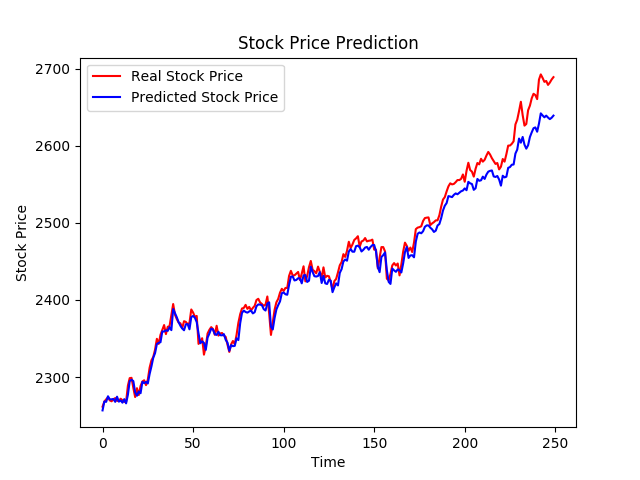 Stock Price Prediction
Real Stock Price
Predicted Stock Price
2700
2600
2500
2400
2300
Stock Price
0 50 100 150 200 250
Time